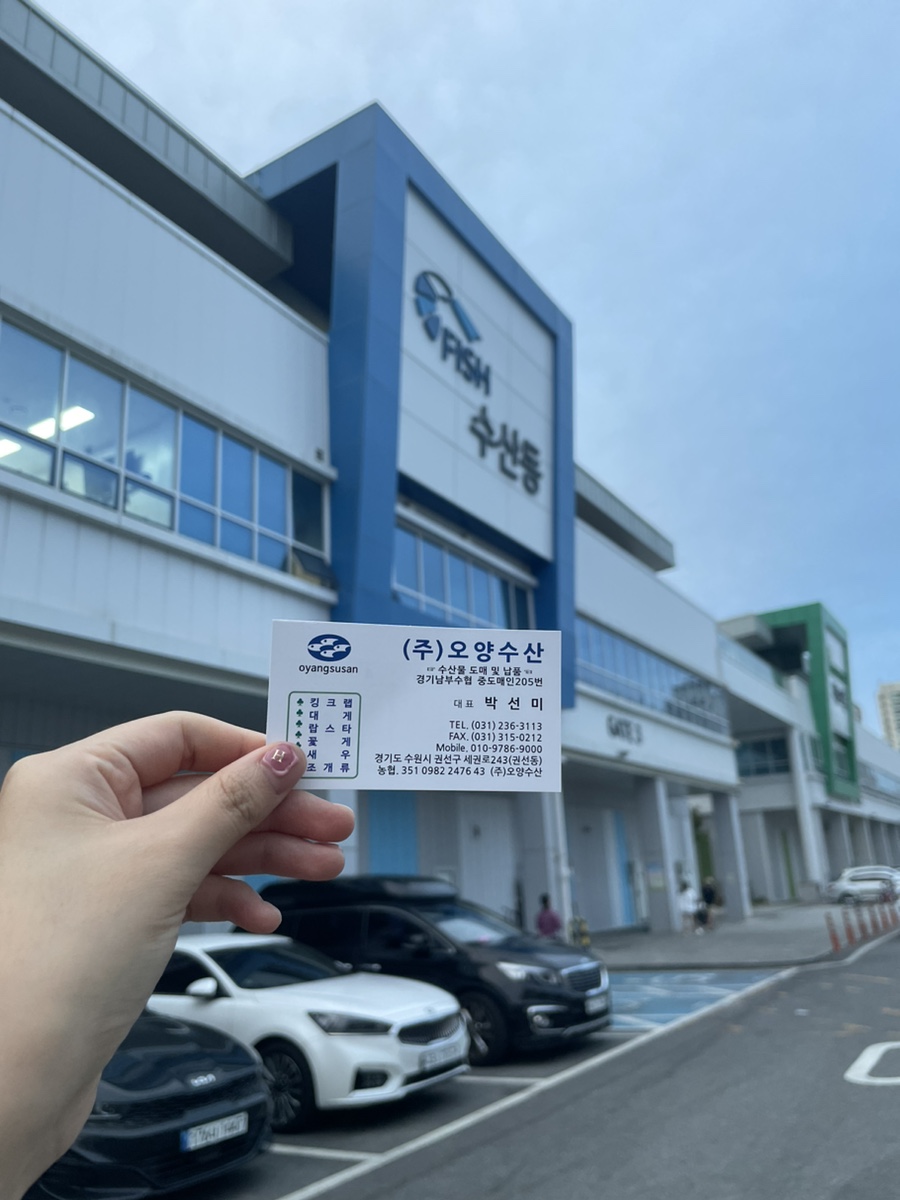 FISH
수산동
GATE 3
oyangsusan
(주)오양수산
☞ 수산물 도매 및 납품 ☜
경기남부수협 중도매인205번
대표 박선미
♣ 킹크랩
♣ 대게
♣ 랍스타
♣ 꽃게
새우
조개류
TEL. (031) 236-3113
FAX. (031) 315-0212
Mobile. 010-9786-9000
경기도 수원시 권선구 세권로243(권선동)
농협. 351 0982 2476 43 (주)오양수산
H
KIA